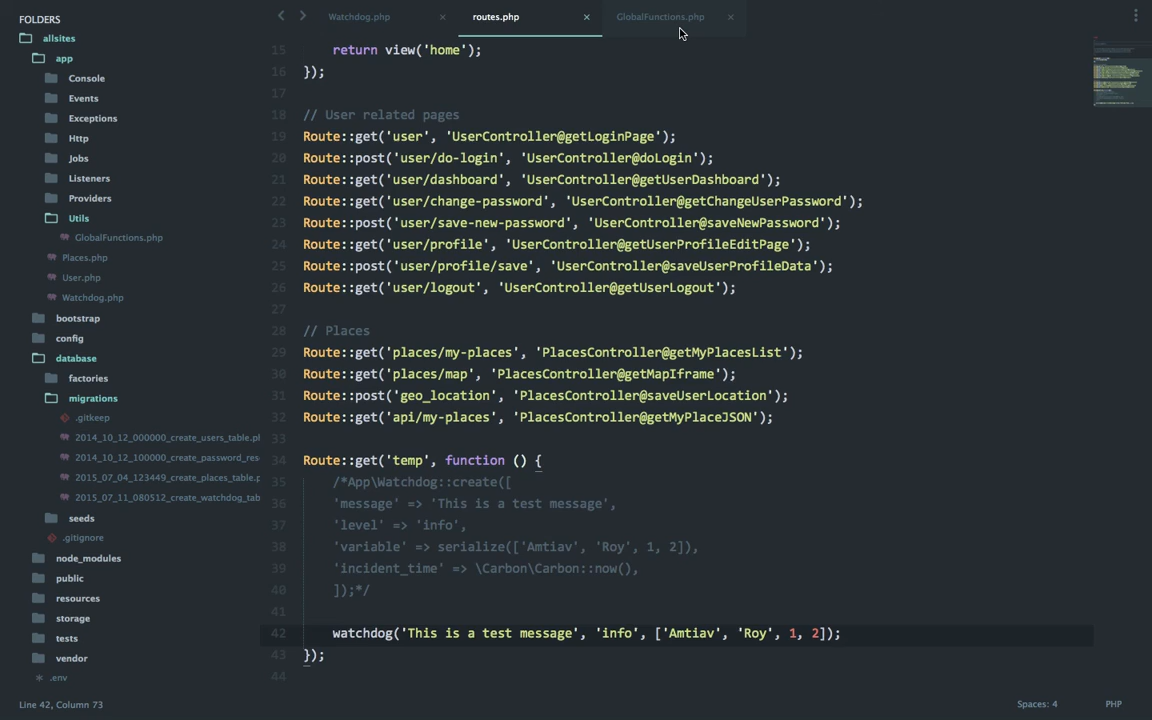 FOLDERS
allsites
app
Console
Events
Exceptions
Http
Jobs
Listeners
Providers
Utils
GlobalFunctions.php
Places.php
User.php
Watchdog.php
bootstrap
config
database
factories
migrations
.gitkeep
2014_10_12_000000_create_users_table.pl
2014_10_12_100000_create_password_res
2015_07_04_123449_create_places_table.p
2015_07_11_080512_create_watchdog_tab
seeds
.gitignore
node_modules
public
resources
storage
tests
vendor
.env
Watchdog.php × routes.php × GlobalFunctions.php ×
15 return view('home');
16 });
17
18 // User related pages
19 Route::get('user', 'UserController@getLoginPage');
20 Route::post('user/do-login', 'UserController@doLogin');
21 Route::get('user/dashboard', 'UserController@getUserDashboard');
22 Route::get('user/change-password', 'UserController@getChangeUserPassword');
23 Route::post('user/save-new-password', 'UserController@saveNewPassword');
24 Route::get('user/profile', 'UserController@getUserProfileEditPage');
25 Route::post('user/profile/save', 'UserController@saveUserProfileData');
26 Route::get('user/logout', 'UserController@getUserLogout');
27
28 // Places
29 Route::get('places/my-places', 'PlacesController@getMyPlacesList');
30 Route::get('places/map', 'PlacesController@getMapIframe');
31 Route::post('geo_location', 'PlacesController@saveUserLocation');
32 Route::get('api/my-places', 'PlacesController@getMyPlaceJSON');
33
34 Route::get('temp', function () {
35 /*App\Watchdog::create([
36 'message' => 'This is a test message',
37 'level' => 'info',
38 'variable' => serialize(['Amtiav', 'Roy', 1, 2]),
39 'incident_time' => \Carbon\Carbon::now(),
40 ]);*/
41
42 watchdog('This is a test message', 'info', ['Amtiav', 'Roy', 1, 2]);
43 });
44
Line 42, Column 73
Spaces: 4 PHP